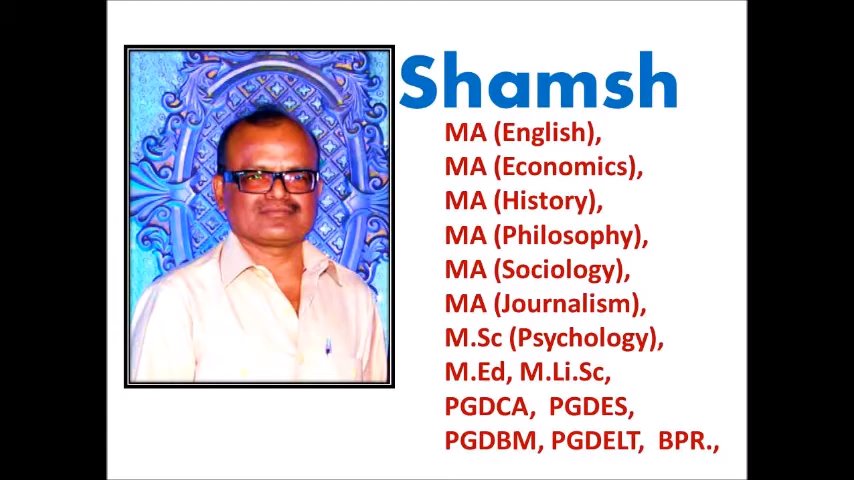 Shamsh
MA (English),
MA (Economics),
MA (History),
MA (Philosophy),
MA (Sociology),
MA (Journalism),
M.Sc (Psychology),
M.Ed, M.Li.Sc,
PGDCA, PGDES,
PGDBM, PGDELT, BPR.,